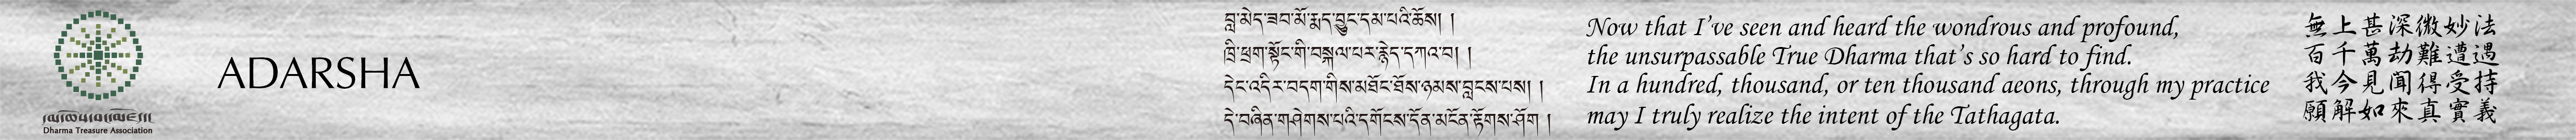 Dharma Treasure Association
ADARSHA
བླ་མེད་ཟབ་མོ་རྨད་བྱུང་དམ་པའི་ཆོས། །
ཁྲི་ཕྲག་སྟོང་གི་བསྐལ་པར་རྙེད་དཀའ་བ། །
དེང་འདིར་བདག་གིས་མཐོང་ཐོས་ཉམས་བླངས་པས། །
དེ་བཞིན་གཤེགས་པའི་དགོངས་དོན་མངོན་རྟོགས་ཤོག །
Now that I've seen and heard the wondrous and profound,
the unsurpassable True Dharma that's so hard to find.
In a hundred, thousand, or ten thousand aeons, through my practice
may I truly realize the intent of the Tathagata.
無上甚深微妙法
百千萬劫難遭遇
我今見聞得受持
願解如來真實義